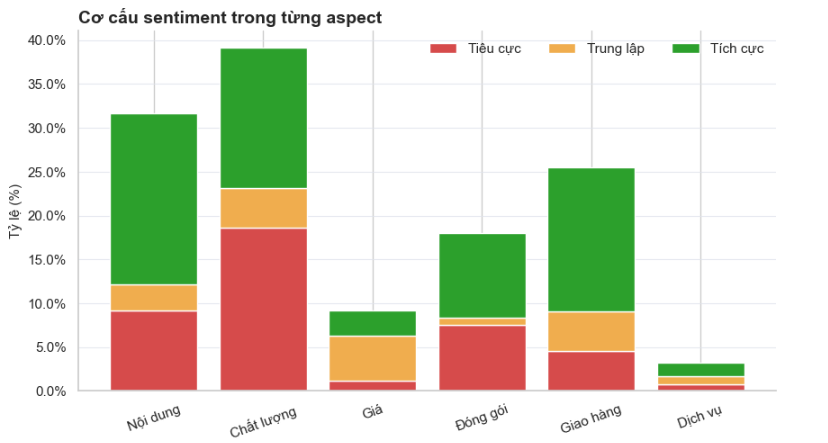 Cơ cấu sentiment trong từng aspect
Tiêu cực
Trung lập
Tích cực
Tỷ lệ (%)
40.0%
35.0%
30.0%
25.0%
20.0%
15.0%
10.0%
5.0%
0.0%
Nội dung
Chất lượng
Giá
Đóng gói
Giao hàng
Dịch vụ